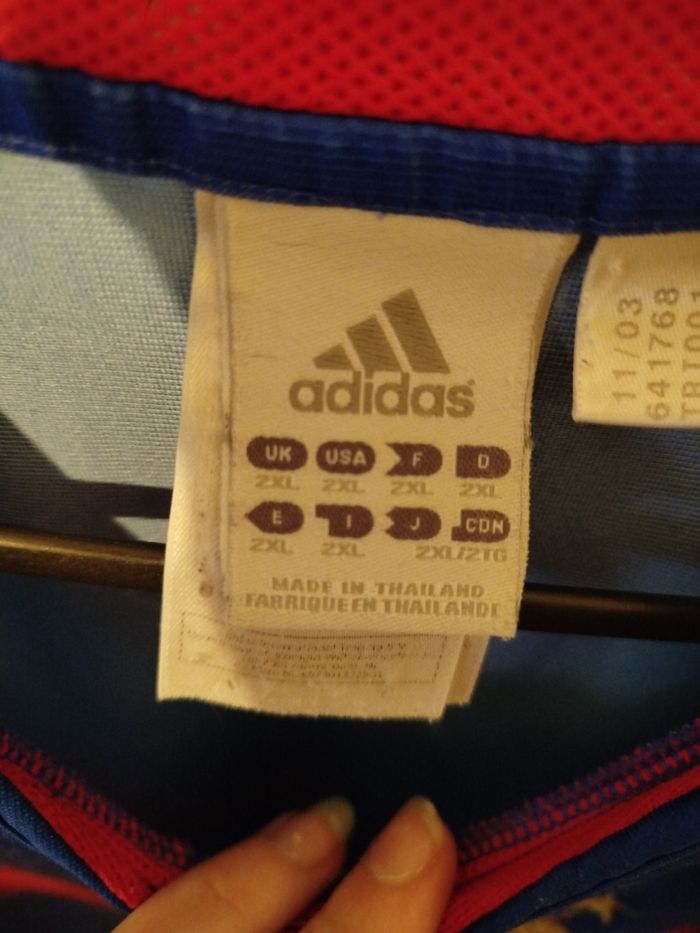 adidas
UK USA F D
2XL 2XL 2XL 2XL
E I J CDN
2XL 2XL 2XL/2TG
MADE IN THAILAND
FABRIQUE EN THAILANDE
11/03
641768